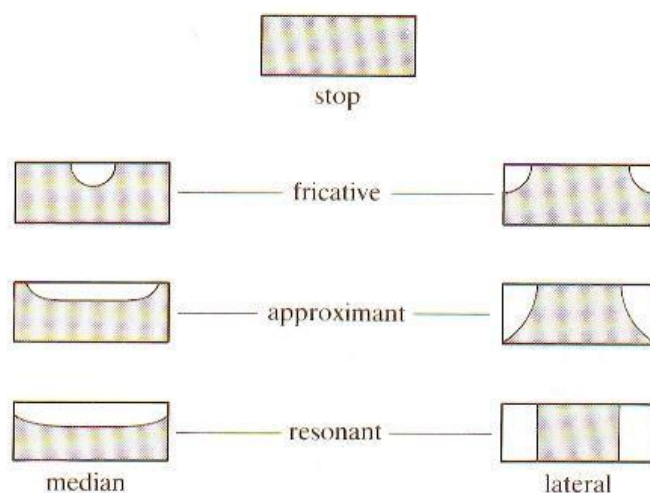 stop
fricative
approximant
resonant
median
lateral